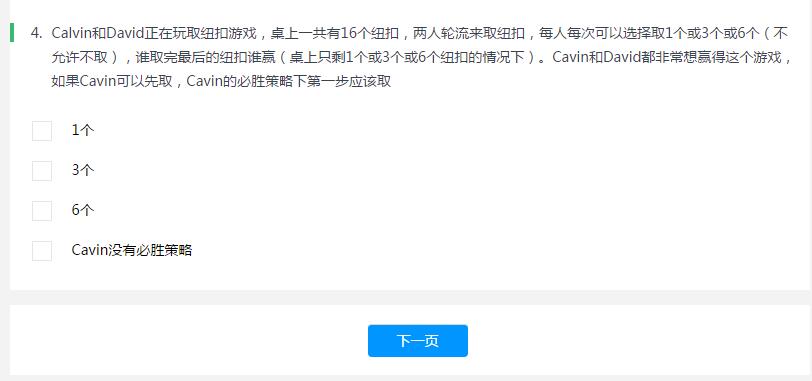 4. Calvin和David正在玩取纽扣游戏，桌上一共有16个纽扣，两人轮流来取纽扣，每人每次可以选择取1个或3个或6个（不
允许不取），谁取完最后的纽扣谁赢（桌上只剩1个或3个或6个纽扣的情况下）。Cavin和David都非常想赢得这个游戏，
如果Cavin可以先取，Cavin的必胜策略下第一步应该取
1个
3个
6个
Cavin没有必胜策略
下一页